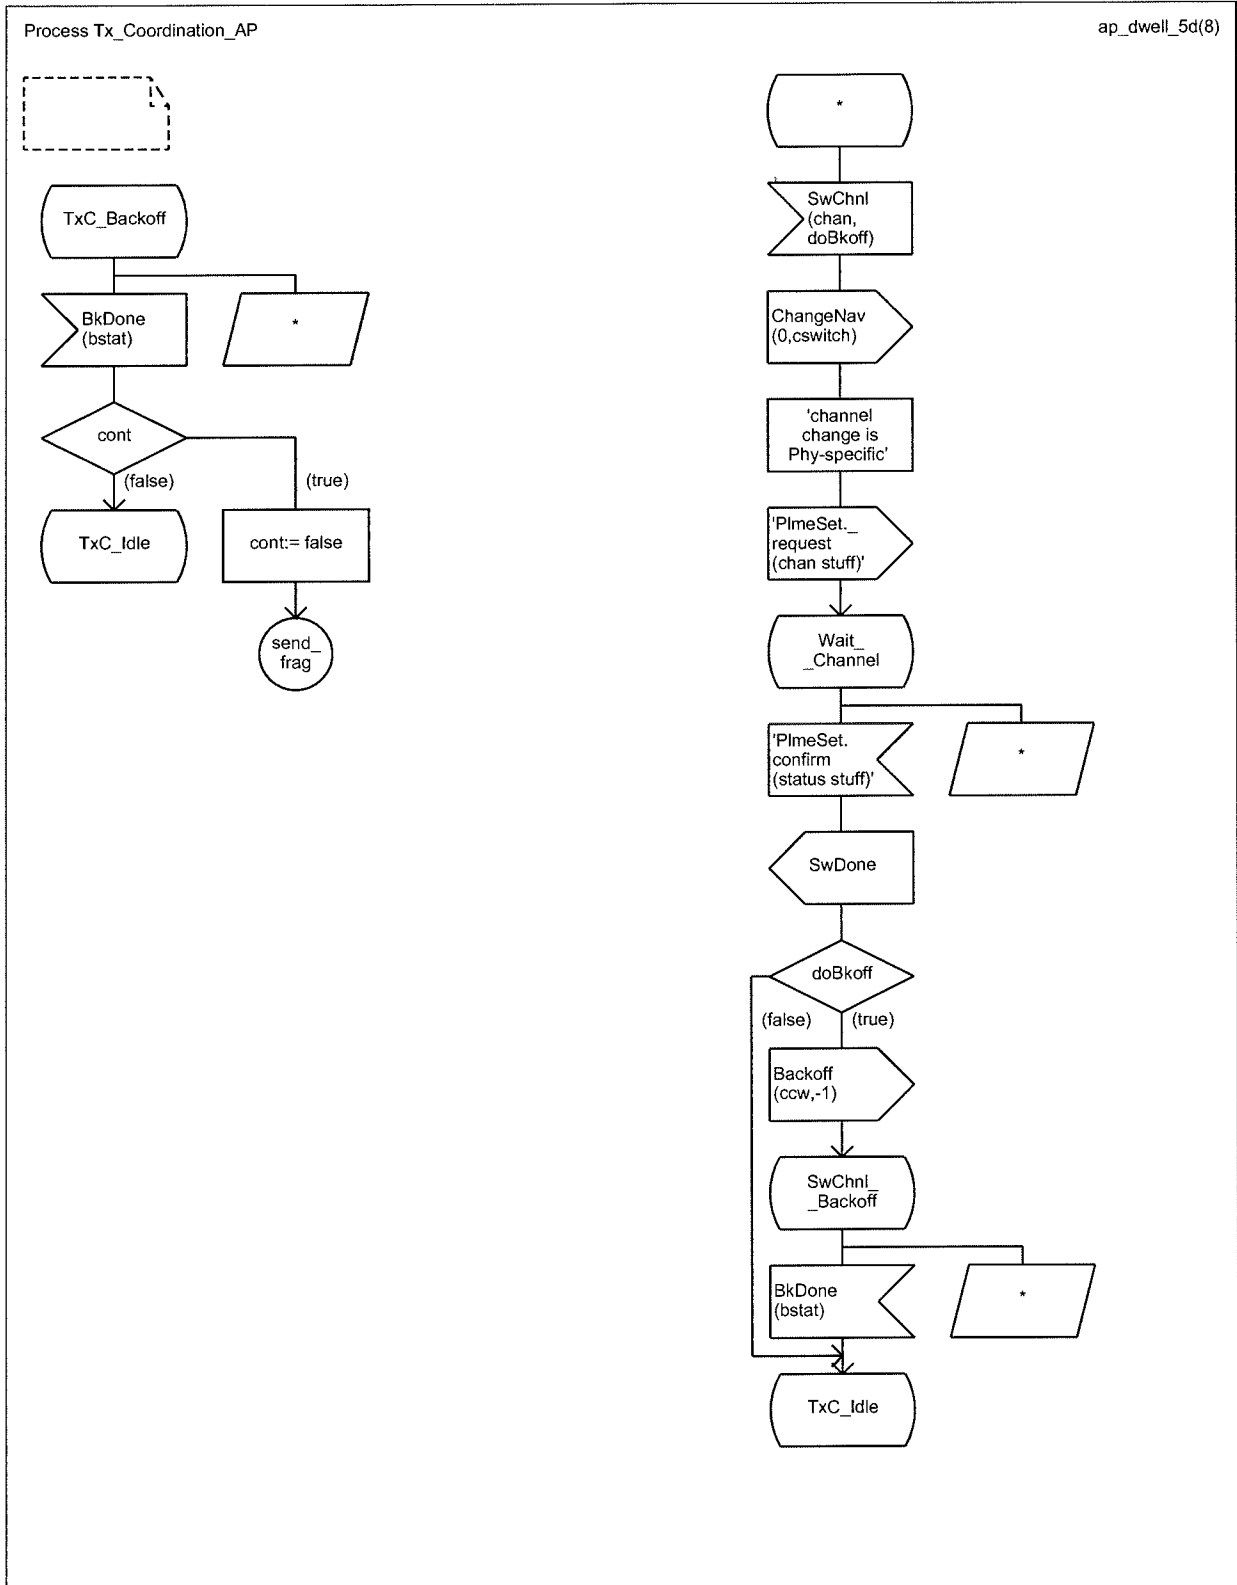 Process Tx_Coordination_AP
ap_dwell_5d(8)
TxC_Backoff
BkDone
(bstat)
*
cont
(false)
(true)
TxC_Idle
cont:= false
send_
frag
*
SwChnl
(chan,
doBkoff)
ChangeNav
(0,cswitch)
'channel
change is
Phy-specific'
'PlmeSet._
request
(chan stuff)'
Wait_
_Channel
'PlmeSet.
confirm
(status stuff)'
*
SwDone
doBkoff
(false)
(true)
Backoff
(ccw,-1)
SwChnl_
_Backoff
BkDone
(bstat)
*
TxC_Idle